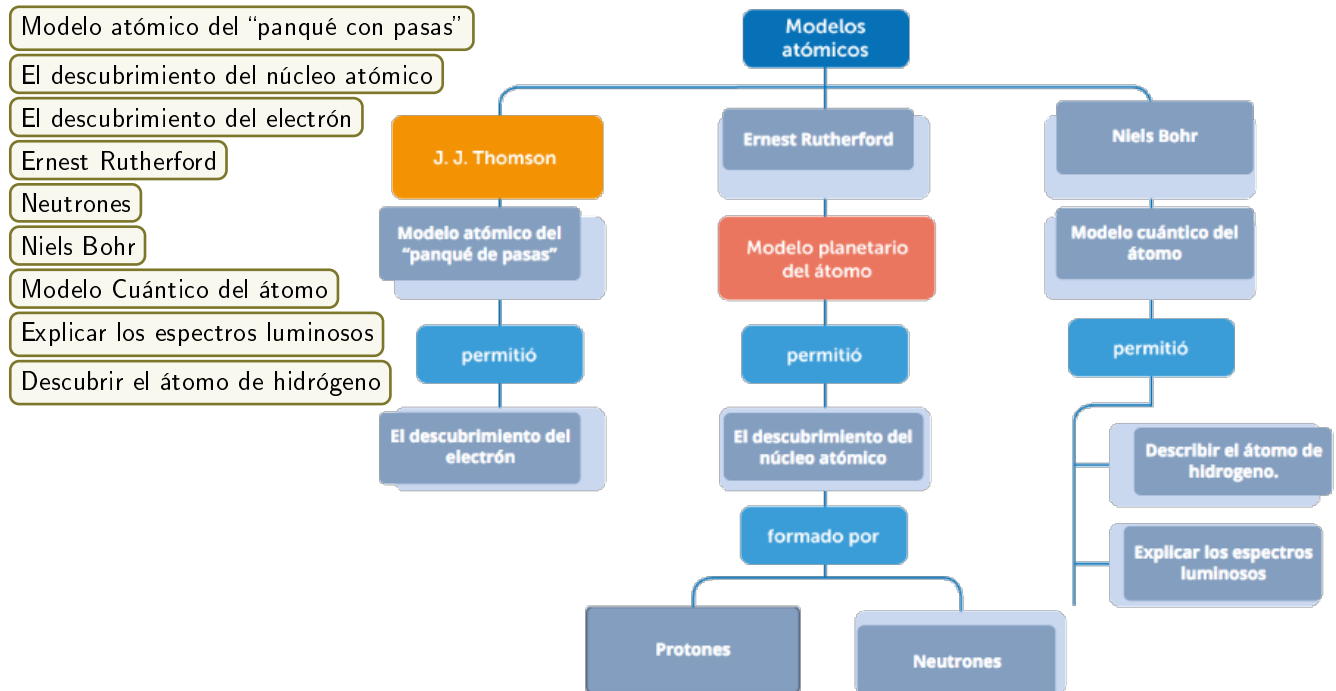 Modelo atómico del “panqué con pasas”
El descubrimiento del núcleo atómico
El descubrimiento del electrón
Ernest Rutherford
Neutrones
Niels Bohr
Modelo Cuántico del átomo
Explicar los espectros luminosos
Descubrir el átomo de hidrógeno
Modelos
atómicos
J. J. Thomson
Ernest Rutherford
Niels Bohr
Modelo atómico del
“panqué de pasas”
Modelo planetario
del átomo
Modelo cuántico del
átomo
permitió
permitió
permitió
El descubrimiento del
electrón
El descubrimiento del
núcleo atómico
Describir el átomo de
hidrogeno.
formado por
Explicar los espectros
luminosos
Protones
Neutrones